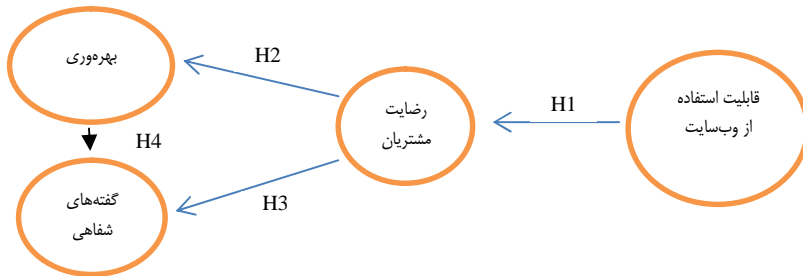 قابلیت استفاده
از وب‌سایت
H1
رضایت
مشتریان
H2
بهره‌وری
H3
گفته‌های
شفاهی
H4